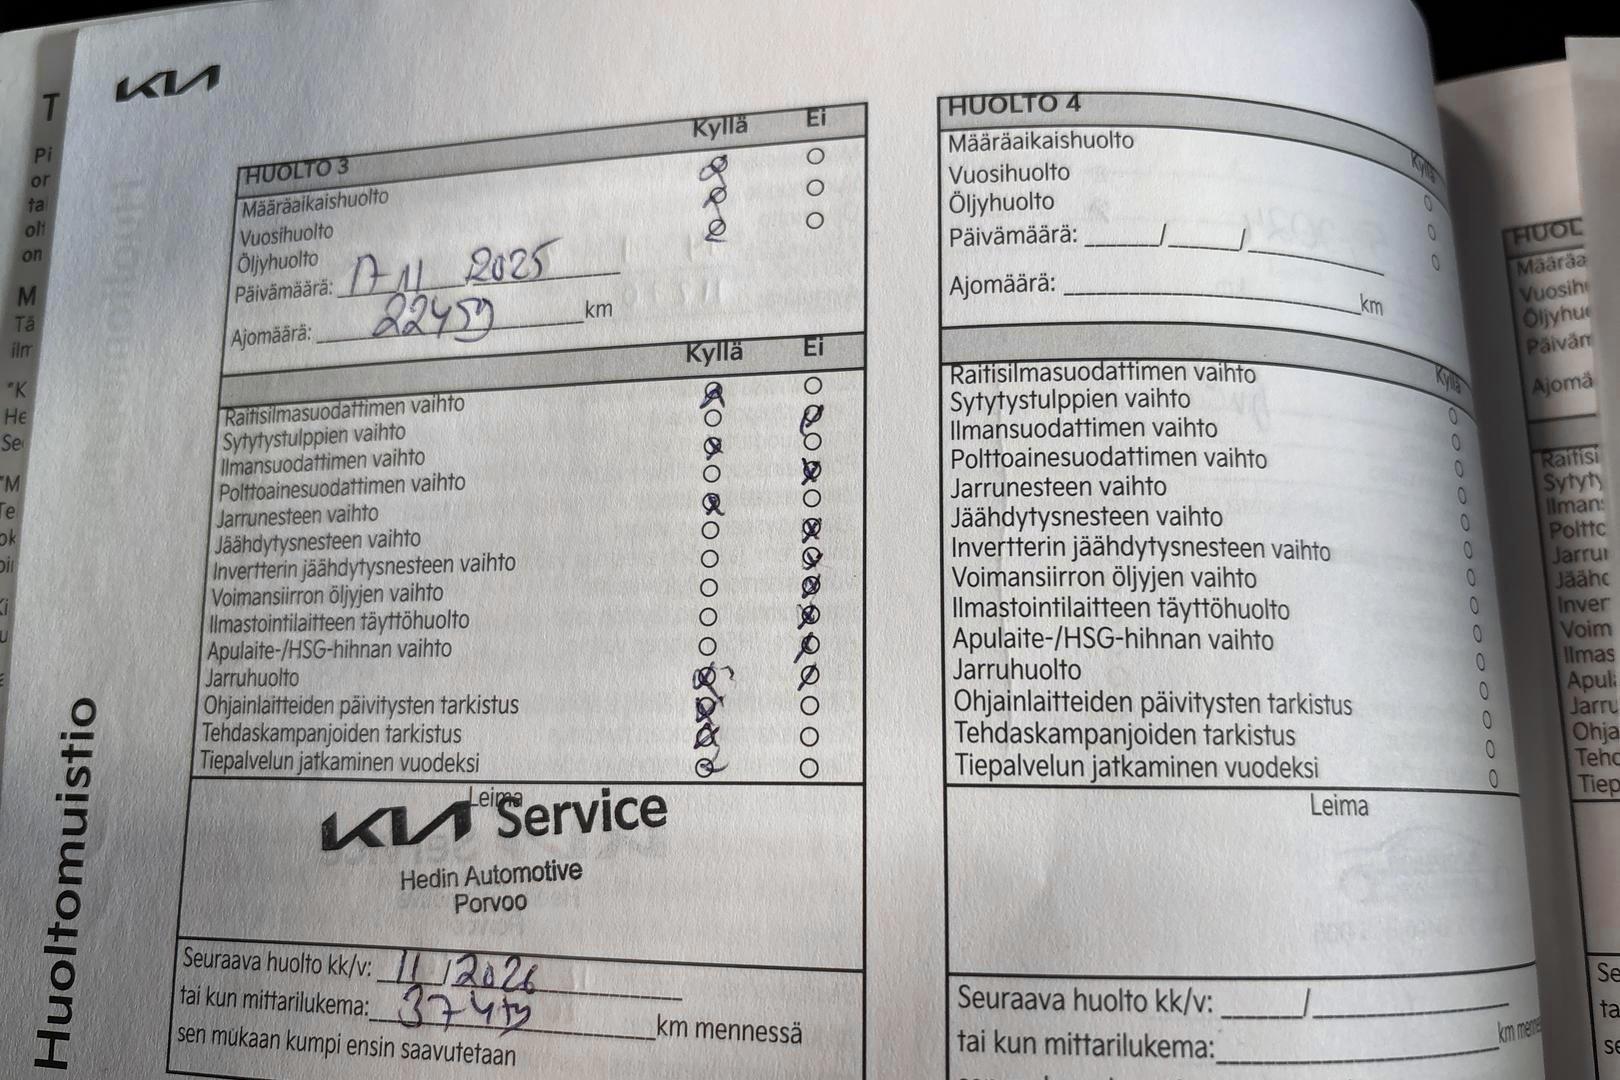 KIA
Kyllä Ei
HUOLTO 3
Määräaikaishuolto
Vuosihuolto
Öljyhuolto
Päivämäärä: 17 11 2025
Ajomäärä: 22459 km
Kyllä Ei
Raitisilmasuodattimen vaihto
Sytytystulppien vaihto
Ilmansuodattimen vaihto
Polttoainesuodattimen vaihto
Jarrunesteen vaihto
Jäähdytysnesteen vaihto
Invertterin jäähdytysnesteen vaihto
Voimansiirron öljyjen vaihto
Ilmastointilaitteen täyttöhuolto
Apulaite-/HSG-hihnan vaihto
Jarruhuolto
Ohjainlaitteiden päivitysten tarkistus
Tehdaskampanjoiden tarkistus
Tiepalvelun jatkaminen vuodeksi
Leima
KIA Service
Hedin Automotive
Porvoo
Seuraava huolto kk/v: 11 / 2026
tai kun mittarilukema: 37459 km mennessä
sen mukaan kumpi ensin saavutetaan
Huoltomuistio
HUOLTO 4
Kyllä
Määräaikaishuolto
Vuosihuolto
Öljyhuolto
Päivämäärä: / /
Ajomäärä: km
Kyllä
Raitisilmasuodattimen vaihto
Sytytystulppien vaihto
Ilmansuodattimen vaihto
Polttoainesuodattimen vaihto
Jarrunesteen vaihto
Jäähdytysnesteen vaihto
Invertterin jäähdytysnesteen vaihto
Voimansiirron öljyjen vaihto
Ilmastointilaitteen täyttöhuolto
Apulaite-/HSG-hihnan vaihto
Jarruhuolto
Ohjainlaitteiden päivitysten tarkistus
Tehdaskampanjoiden tarkistus
Tiepalvelun jatkaminen vuodeksi
Leima
Seuraava huolto kk/v: /
tai kun mittarilukema: km